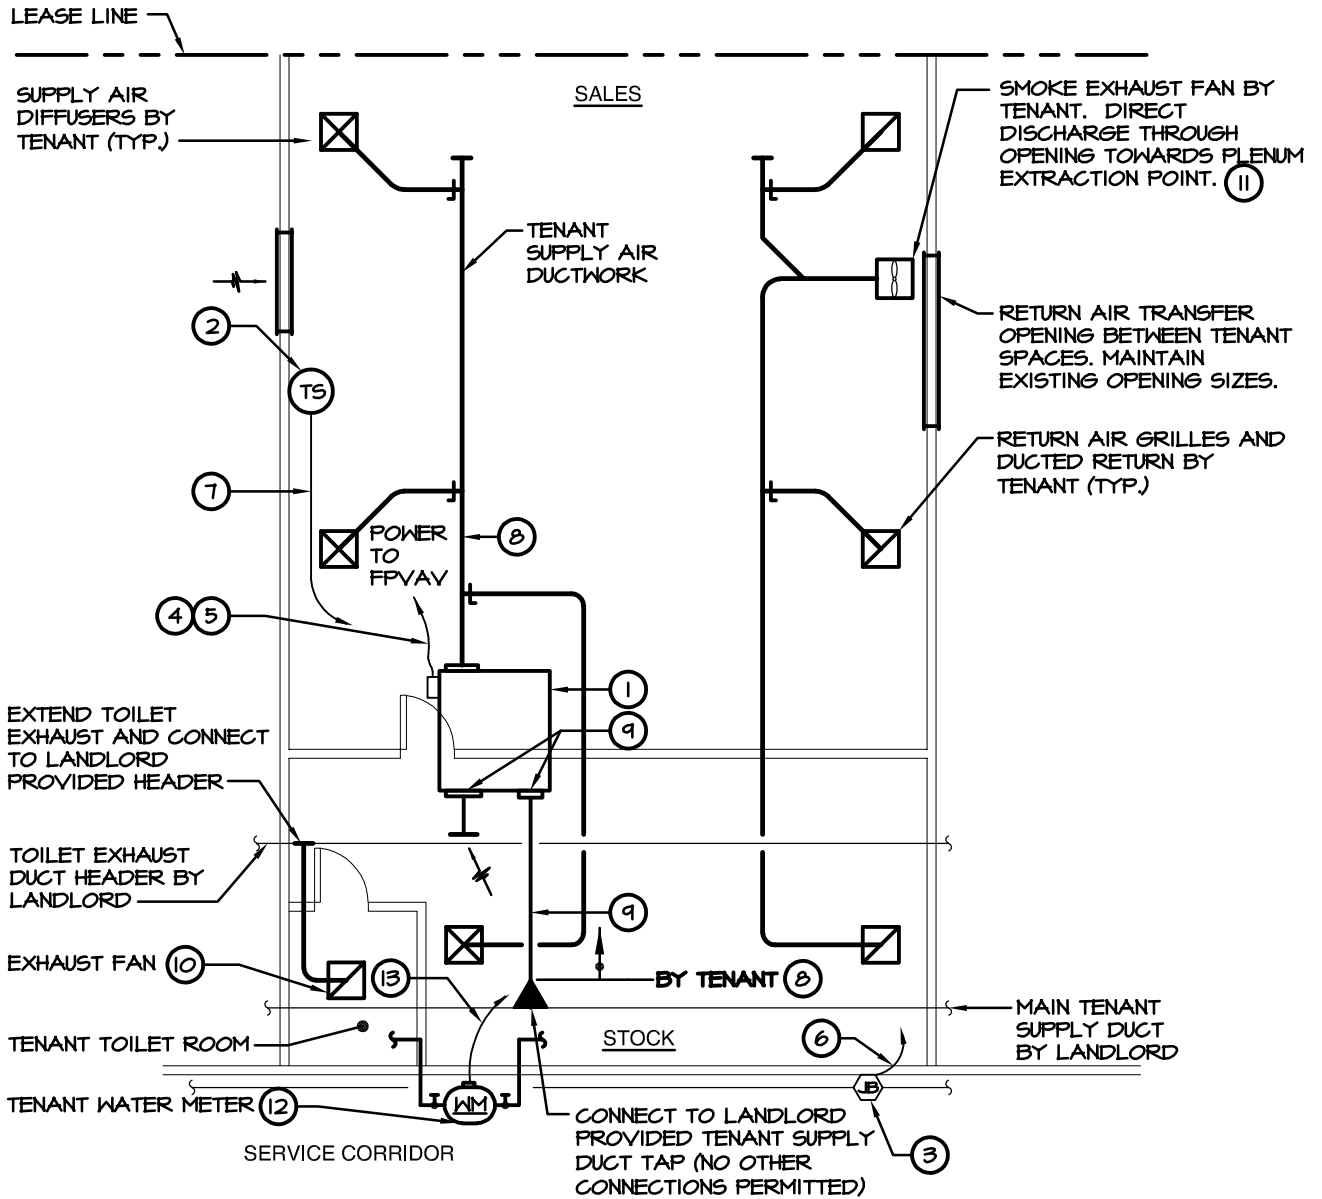 LEASE LINE
SUPPLY AIR
DIFFUSERS BY
TENANT (TYP.)
SALES
SMOKE EXHAUST FAN BY
TENANT. DIRECT
DISCHARGE THROUGH
OPENING TOWARDS PLENUM
EXTRACTION POINT.
11
TENANT
SUPPLY AIR
DUCTWORK
2
TS
RETURN AIR TRANSFER
OPENING BETWEEN TENANT
SPACES. MAINTAIN
EXISTING OPENING SIZES.
RETURN AIR GRILLES AND
DUCTED RETURN BY
TENANT (TYP.)
7
8
POWER
TO
FPVAV
4
5
1
9
EXTEND TOILET
EXHAUST AND CONNECT
TO LANDLORD
PROVIDED HEADER
TOILET EXHAUST
DUCT HEADER BY
LANDLORD
9
EXHAUST FAN
10
13
BY TENANT
8
MAIN TENANT
SUPPLY DUCT
BY LANDLORD
TENANT TOILET ROOM
STOCK
6
JB
TENANT WATER METER
12
WM
CONNECT TO LANDLORD
PROVIDED TENANT SUPPLY
DUCT TAP (NO OTHER
CONNECTIONS PERMITTED)
3
SERVICE CORRIDOR